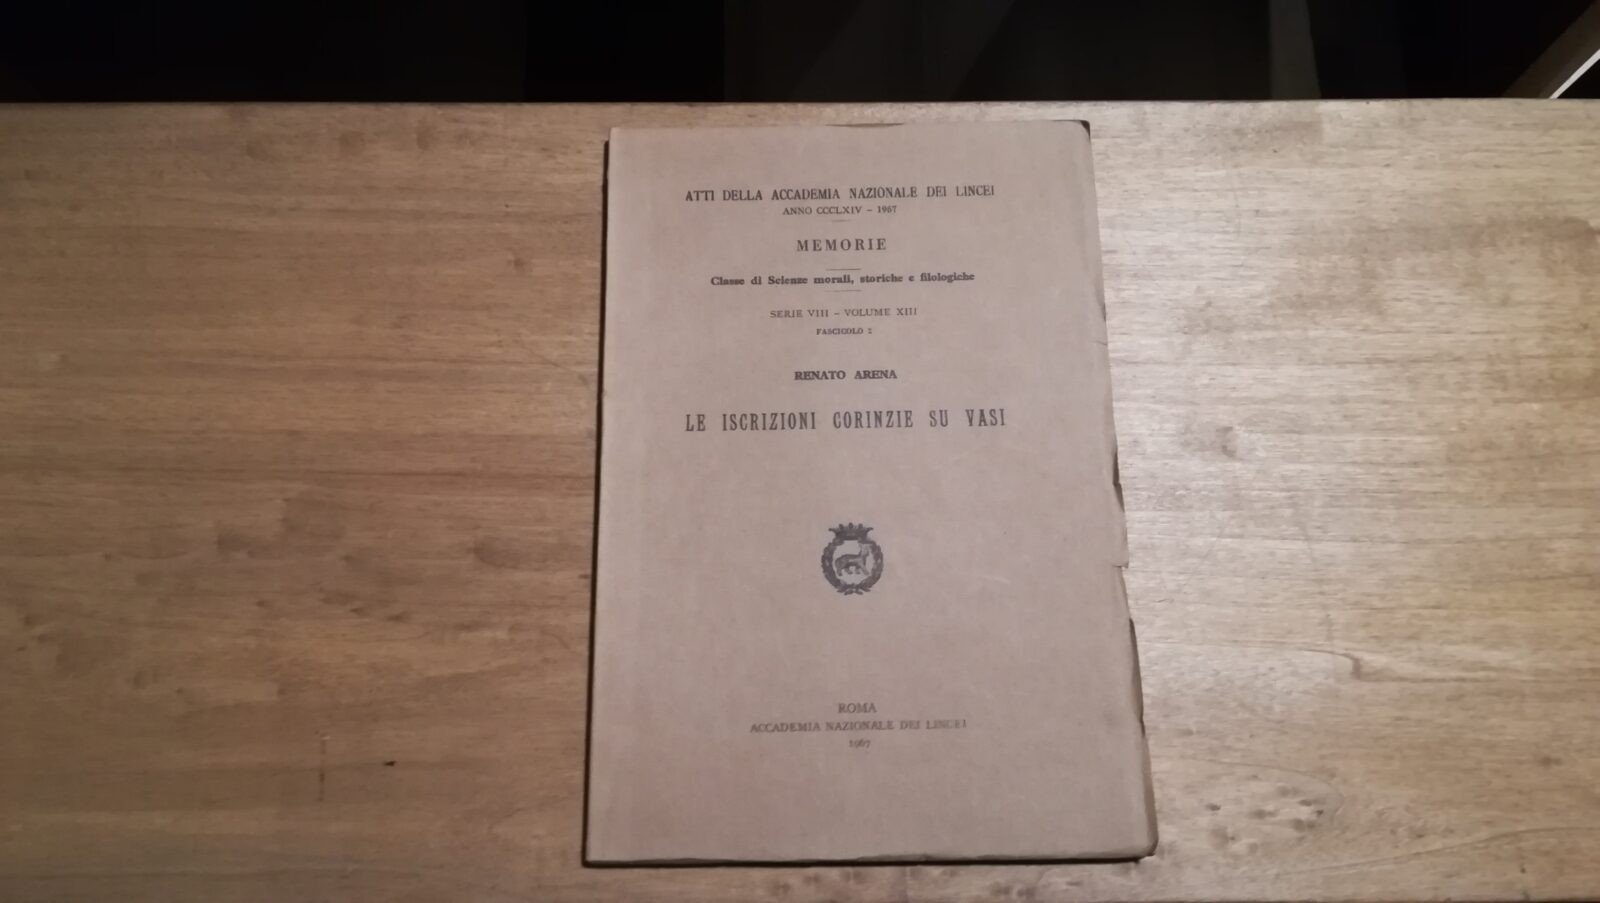 ATTI DELLA ACCADEMIA NAZIONALE DEI LINCEI
ANNO CCCLXIV – 1967
MEMORIE
Classe di Scienze morali, storiche e filologiche
SERIE VIII – VOLUME XIII
FASCICOLO 2
RENATO ARENA
LE ISCRIZIONI CORINZIE SU VASI
ROMA
ACCADEMIA NAZIONALE DEI LINCEI
1967